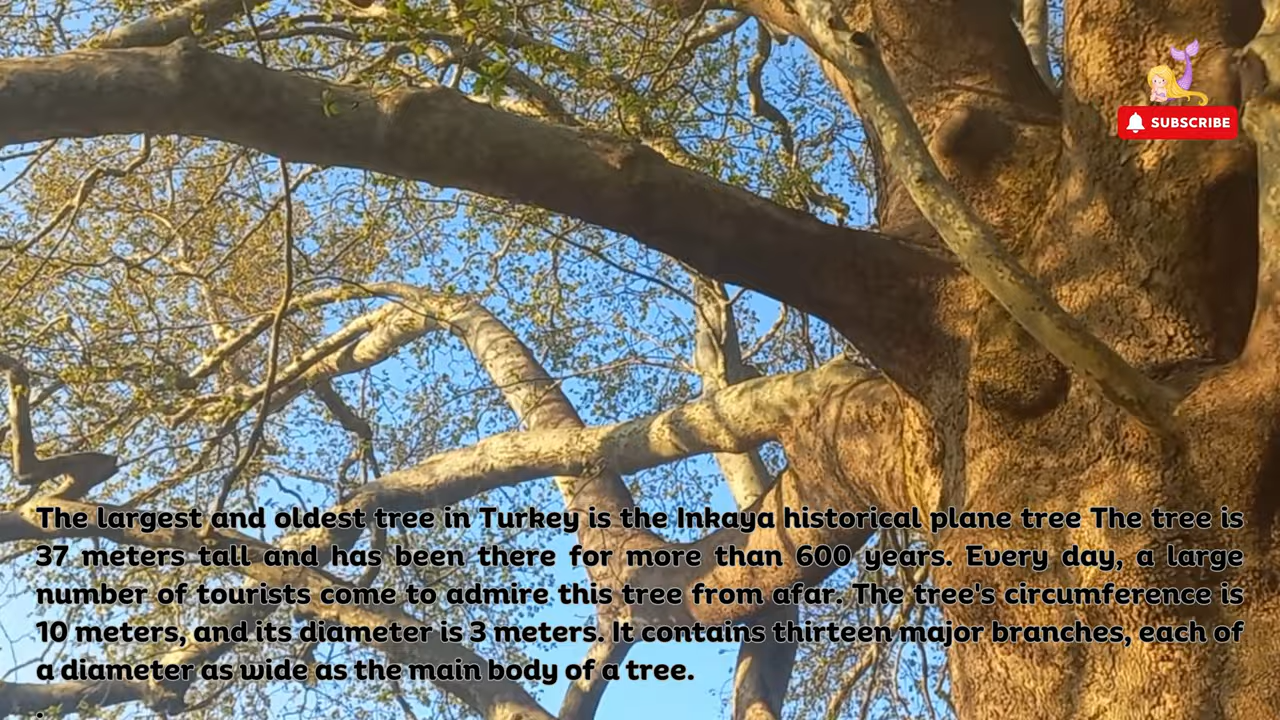 SUBSCRIBE
The largest and oldest tree in Turkey is the Inkaya historical plane tree The tree is
37 meters tall and has been there for more than 600 years. Every day, a large
number of tourists come to admire this tree from afar. The tree's circumference is
10 meters, and its diameter is 3 meters. It contains thirteen major branches, each of
a diameter as wide as the main body of a tree.